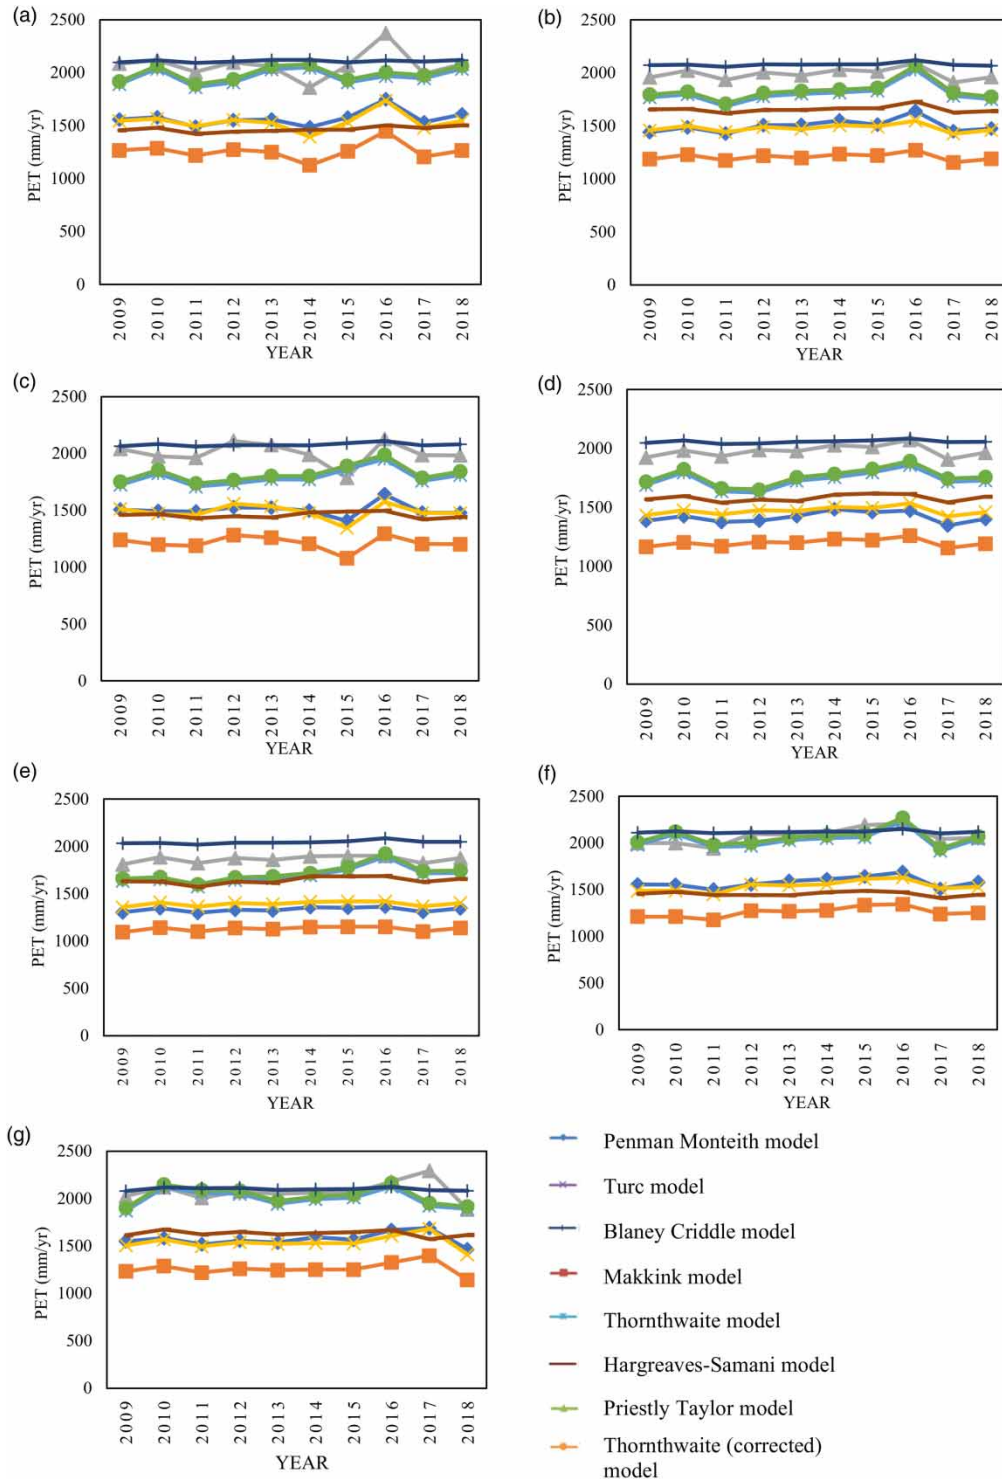 (a)
2500
2000
1500
1000
500
0
PET (mm/yr)
2009 2010 2011 2012 2013 2014 2015 2016 2017 2018
YEAR
(b)
2500
2000
1500
1000
500
0
PET (mm/yr)
2009 2010 2011 2012 2013 2014 2015 2016 2017 2018
YEAR
(c)
2500
2000
1500
1000
500
0
PET (mm/yr)
2009 2010 2011 2012 2013 2014 2015 2016 2017 2018
YEAR
(d)
2500
2000
1500
1000
500
0
PET (mm/yr)
2009 2010 2011 2012 2013 2014 2015 2016 2017 2018
YEAR
(e)
2500
2000
1500
1000
500
0
PET (mm/yr)
2009 2010 2011 2012 2013 2014 2015 2016 2017 2018
YEAR
(f)
2500
2000
1500
1000
500
0
PET (mm/yr)
2009 2010 2011 2012 2013 2014 2015 2016 2017 2018
YEAR
(g)
2500
2000
1500
1000
500
0
PET (mm/yr)
2009 2010 2011 2012 2013 2014 2015 2016 2017 2018
YEAR
Penman Monteith model
Turc model
Blaney Criddle model
Makkink model
Thornthwaite model
Hargreaves-Samani model
Priestly Taylor model
Thornthwaite (corrected)
model